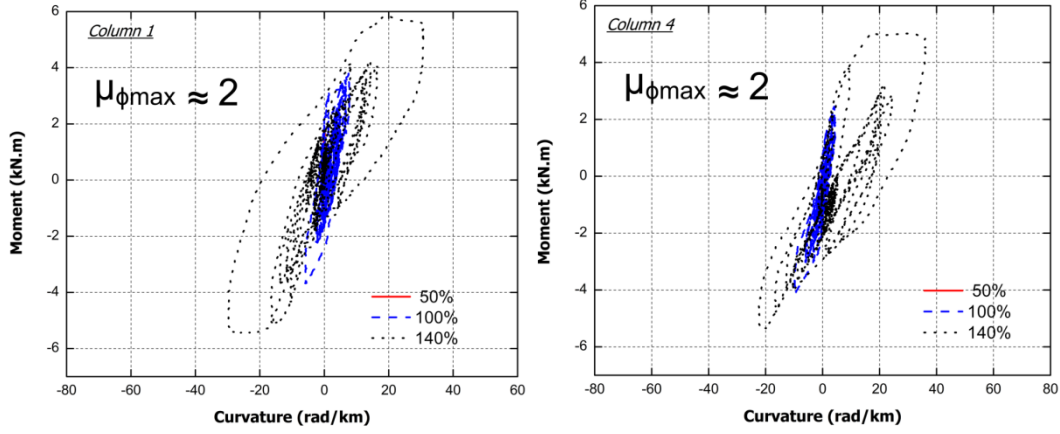 Column 1
μϕmax ≈ 2
6
4
2
0
-2
-4
-6
Moment (kN.m)
50%
100%
140%
-80 -60 -40 -20 0 20 40 60
Curvature (rad/km)
Column 4
μϕmax ≈ 2
6
4
2
0
-2
-4
-6
Moment (kN.m)
50%
100%
140%
-80 -60 -40 -20 0 20 40 60 80
Curvature (rad/km)